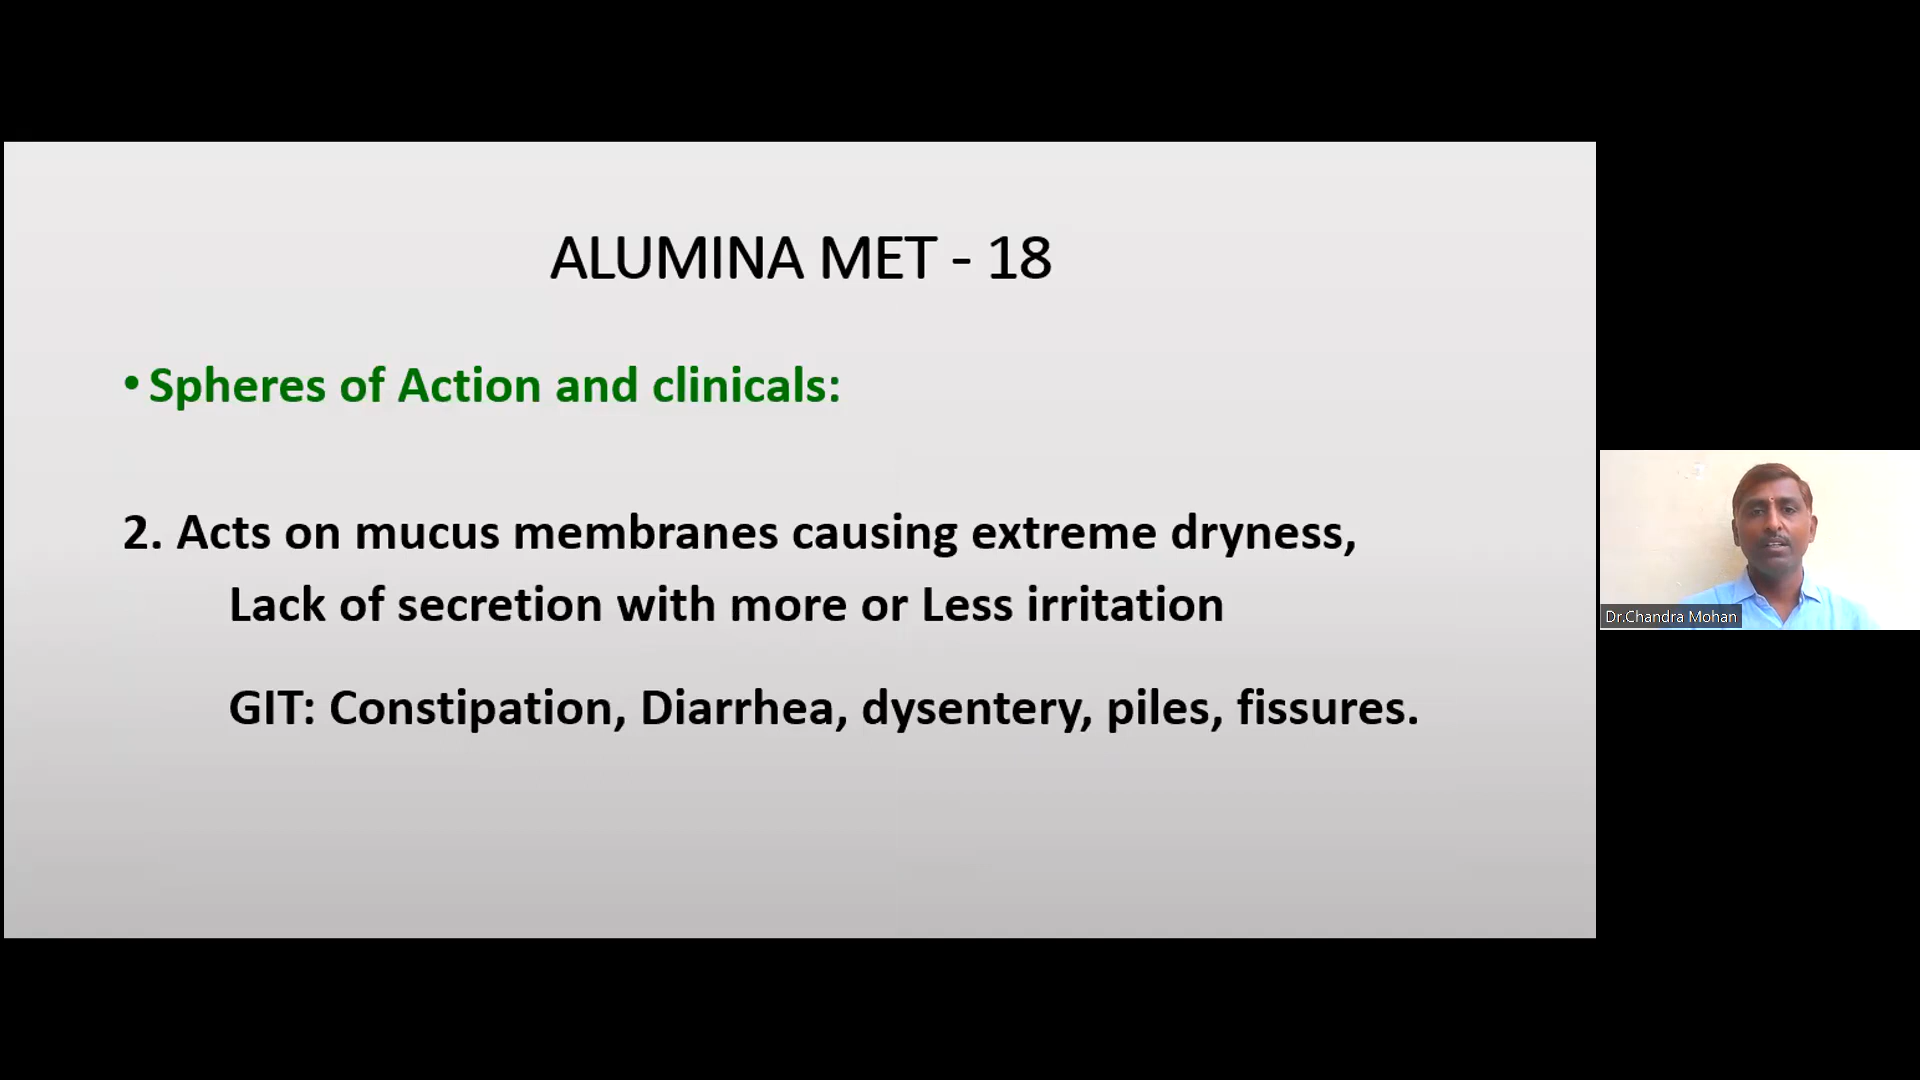 ALUMINA MET - 18
• Spheres of Action and clinicals:
2. Acts on mucus membranes causing extreme dryness,
Lack of secretion with more or Less irritation
GIT: Constipation, Diarrhea, dysentery, piles, fissures.
Dr.Chandra Mohan